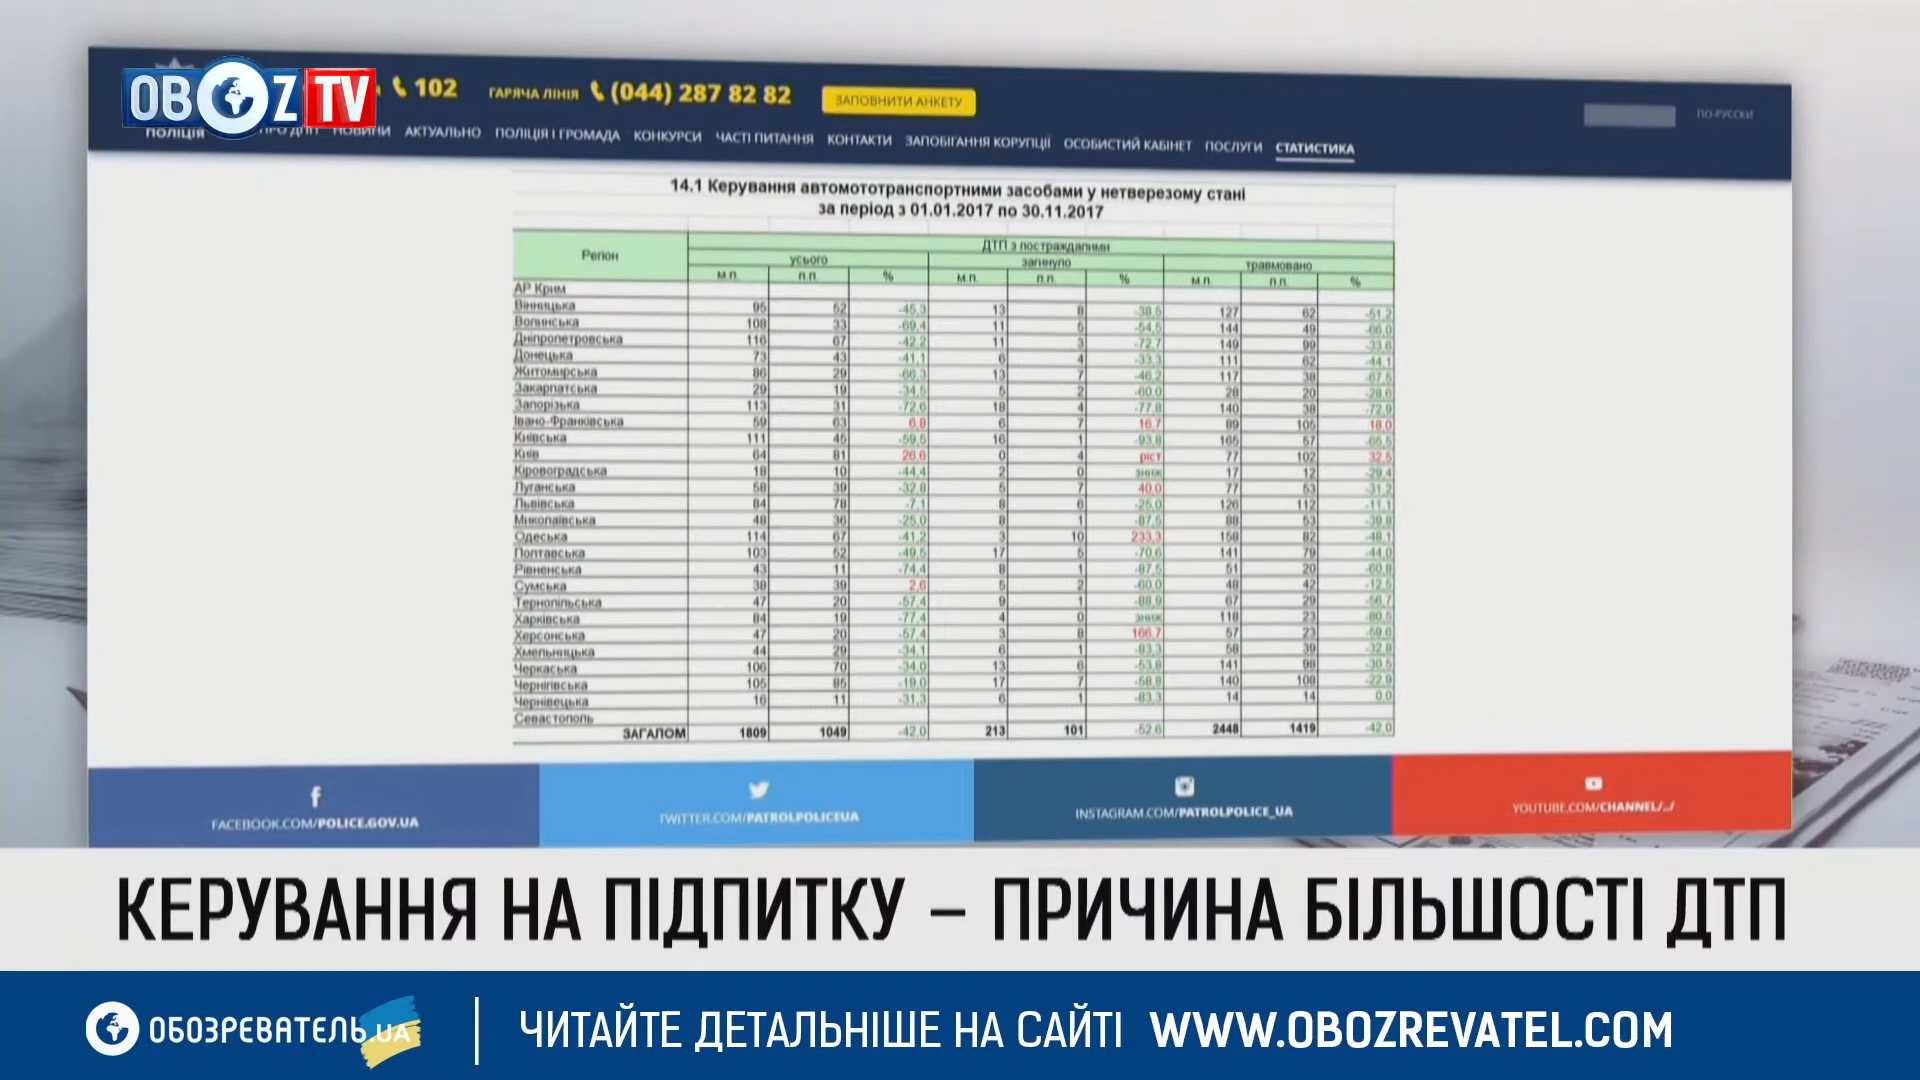 OBOZ TV
102 ГАРЯЧА ЛІНІЯ (044) 287 82 82 ЗАПОВНИТИ АНКЕТУ ПО-РУССКИ
ПОЛІЦІЯ ПРО ДПП НОВИНИ АКТУАЛЬНО ПОЛІЦІЯ І ГРОМАДА КОНКУРСИ ЧАСТІ ПИТАННЯ КОНТАКТИ ЗАПОБІГАННЯ КОРУПЦІЇ ОСОБИСТИЙ КАБІНЕТ ПОСЛУГИ СТАТИСТИКА
14.1 Керування автомототранспортними засобами у нетверезому стані
за період з 01.01.2017 по 30.11.2017
Регіон ДТП з постраждалими
усього загинуло травмовано
м.п. п.п. % м.п. п.п. % м.п. п.п. %
АР Крим
Вінницька 95 52 -45,3 13 8 -38,5 127 62 -51,2
Волинська 108 33 -69,4 11 5 -54,5 144 49 -66,0
Дніпропетровська 116 67 -42,2 11 3 -72,7 149 99 -33,6
Донецька 73 43 -41,1 6 4 -33,3 111 62 -44,1
Житомирська 86 29 -66,3 13 7 -46,2 117 38 -67,5
Закарпатська 29 19 -34,5 5 2 -60,0 28 20 -28,6
Запорізька 113 31 -72,6 18 4 -77,8 140 38 -72,9
Івано-Франківська 59 63 6,8 6 7 16,7 89 105 18,0
Київська 111 45 -59,5 16 1 -93,8 165 57 -65,5
Київ 64 81 26,6 0 4 ріст 77 102 32,5
Кіровоградська 18 10 -44,4 2 0 зниж 17 12 -29,4
Луганська 58 39 -32,8 5 7 40,0 77 53 -31,2
Львівська 84 78 -7,1 8 6 -25,0 126 112 -11,1
Миколаївська 48 36 -25,0 8 1 -87,5 88 53 -39,8
Одеська 114 67 -41,2 3 10 233,3 158 82 -48,1
Полтавська 103 52 -49,5 17 5 -70,6 141 79 -44,0
Рівненська 43 11 -74,4 8 1 -87,5 51 20 -60,8
Сумська 38 39 2,6 5 2 -60,0 48 42 -12,5
Тернопільська 47 20 -57,4 9 1 -88,9 67 29 -56,7
Харківська 84 19 -77,4 4 0 зниж 118 23 -80,5
Херсонська 47 20 -57,4 3 8 166,7 57 23 -59,6
Хмельницька 44 29 -34,1 6 1 -83,3 58 39 -32,8
Черкаська 106 70 -34,0 13 6 -53,8 141 98 -30,5
Чернігівська 105 85 -19,0 17 7 -58,8 140 108 -22,9
Чернівецька 16 11 -31,3 6 1 -83,3 14 14 0,0
Севастополь
ЗАГАЛОМ 1809 1049 -42,0 213 101 -52,6 2448 1419 -42,0
FACEBOOK.COM/POLICE.GOV.UA TWITTER.COM/PATROLPOLICEUA INSTAGRAM.COM/PATROLPOLICE_UA YOUTUBE.COM/CHANNEL/../
КЕРУВАННЯ НА ПІДПИТКУ – ПРИЧИНА БІЛЬШОСТІ ДТП
ОБОЗРЕВАТЕЛЬ.UA ЧИТАЙТЕ ДЕТАЛЬНІШЕ НА САЙТІ WWW.OBOZREVATEL.COM